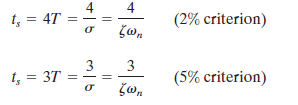 t_s = 4T = 4/σ = 4/(ζω_n) (2% criterion)
t_s = 3T = 3/σ = 3/(ζω_n) (5% criterion)